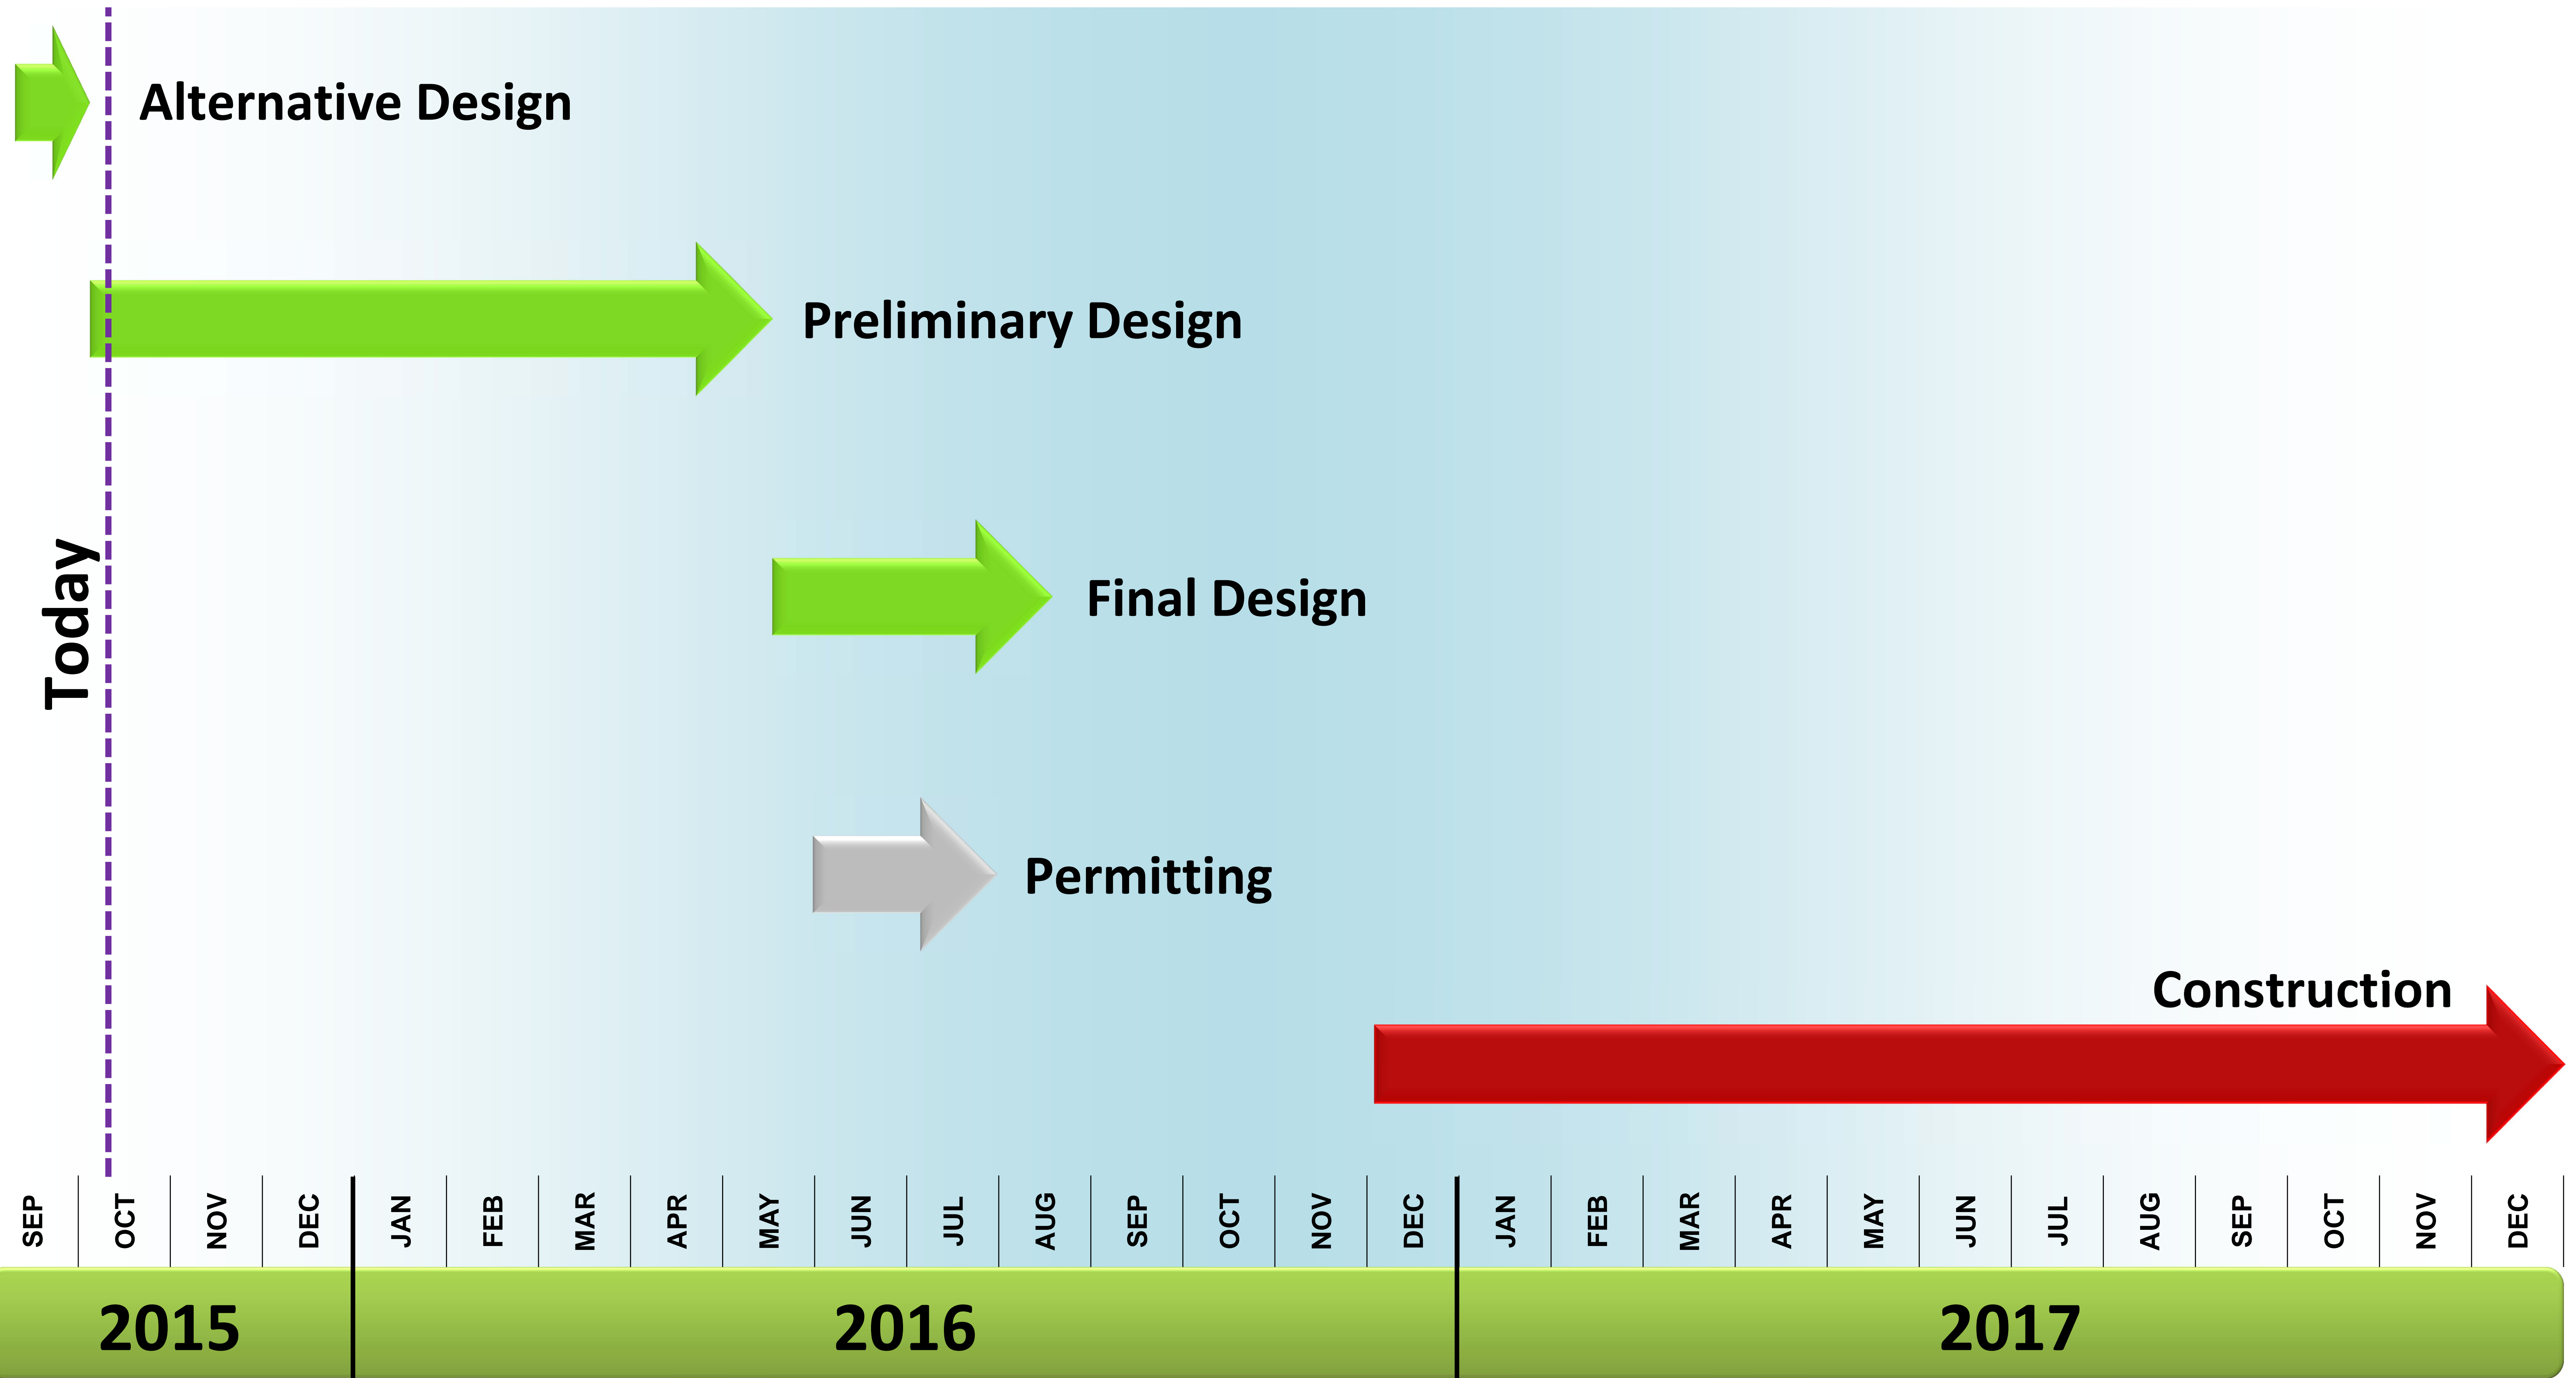 Alternative Design
Preliminary Design
Today
Final Design
Permitting
Construction
SEP OCT NOV DEC JAN FEB MAR APR MAY JUN JUL AUG SEP OCT NOV DEC JAN FEB MAR APR MAY JUN JUL AUG SEP OCT NOV DEC
2015 2016 2017